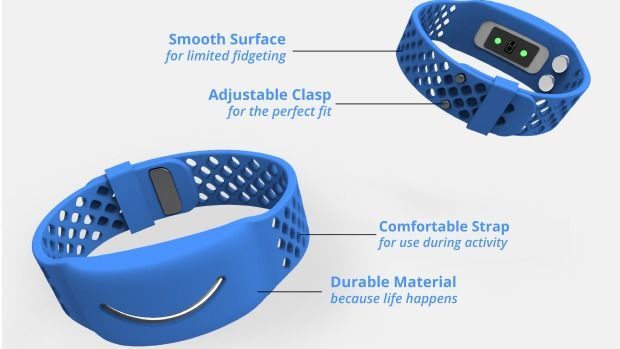 Smooth Surface
for limited fidgeting
Adjustable Clasp
for the perfect fit
Comfortable Strap
for use during activity
Durable Material
because life happens